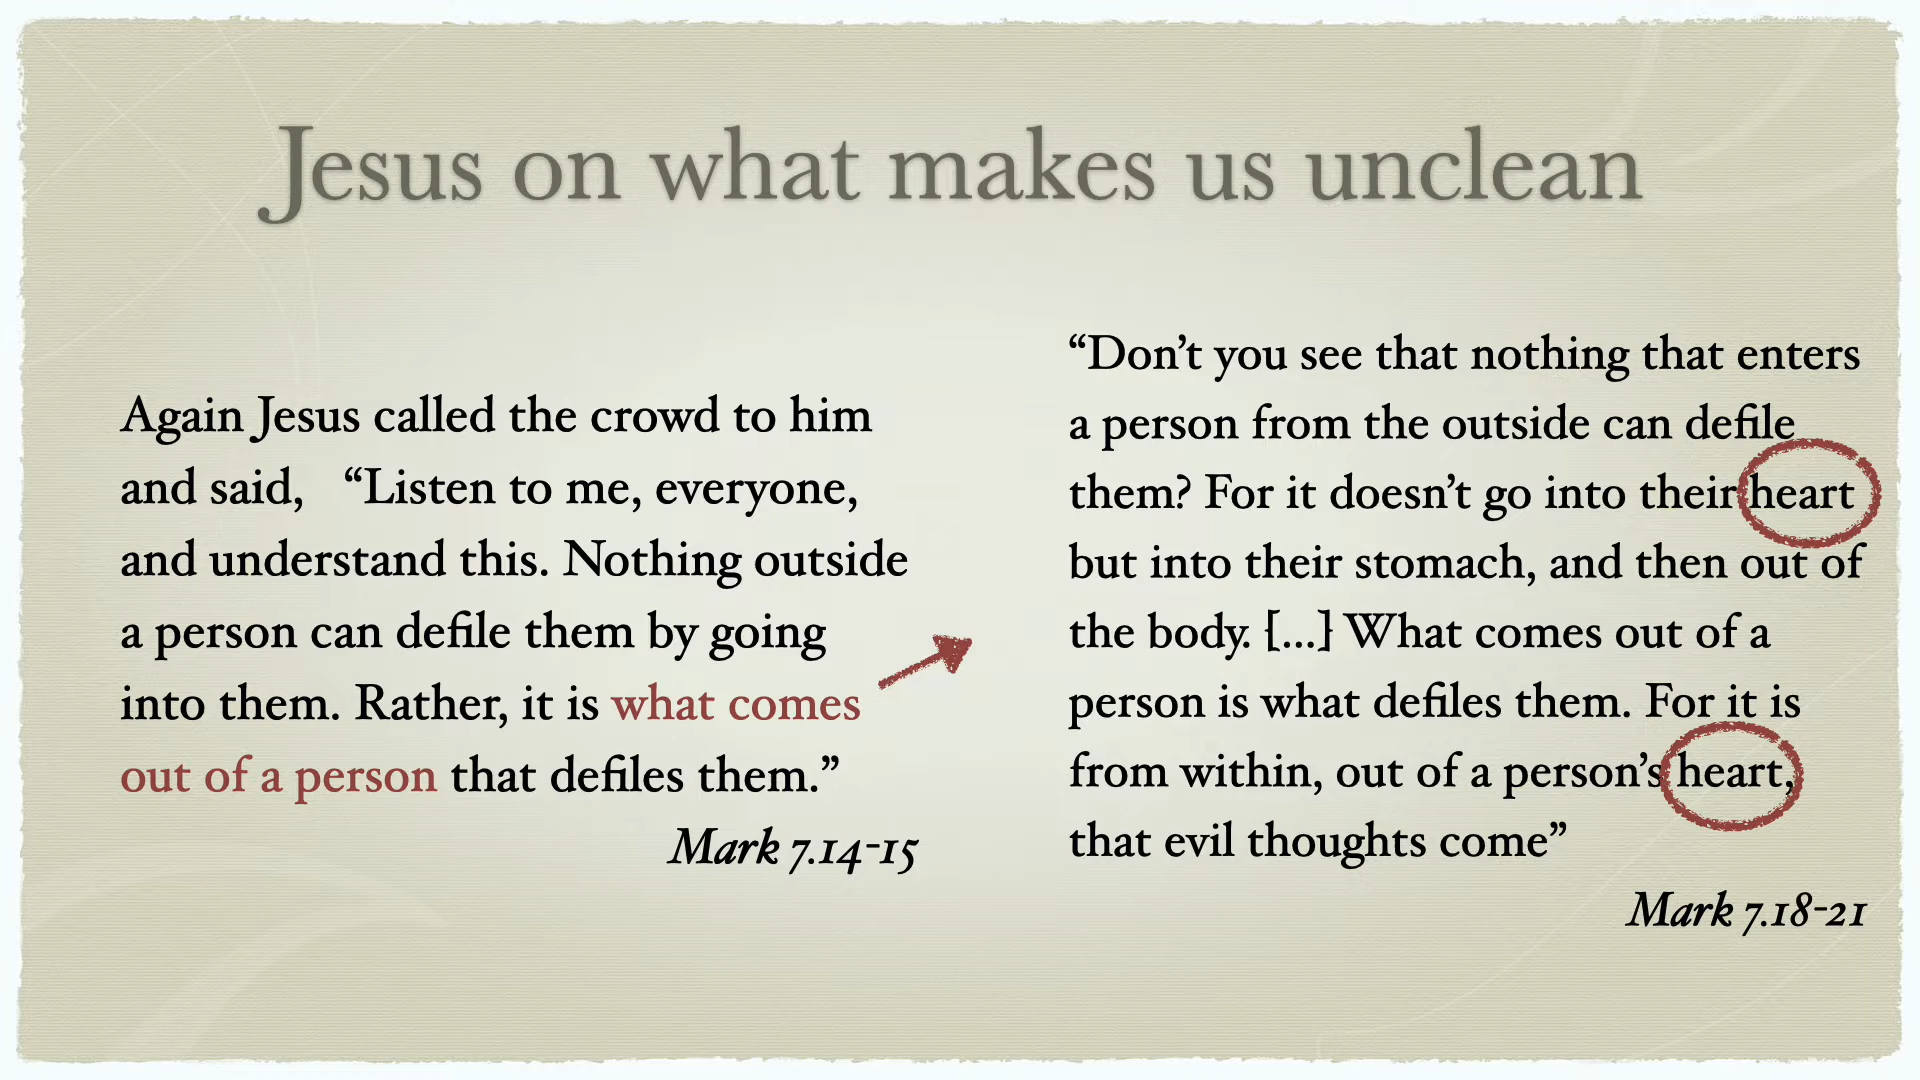 Jesus on what makes us unclean
Again Jesus called the crowd to him
and said, “Listen to me, everyone,
and understand this. Nothing outside
a person can defile them by going
into them. Rather, it is what comes
out of a person that defiles them.”
Mark 7.14-15
“Don’t you see that nothing that enters
a person from the outside can defile
them? For it doesn’t go into their heart
but into their stomach, and then out of
the body. [...] What comes out of a
person is what defiles them. For it is
from within, out of a person’s heart,
that evil thoughts come”
Mark 7.18-21